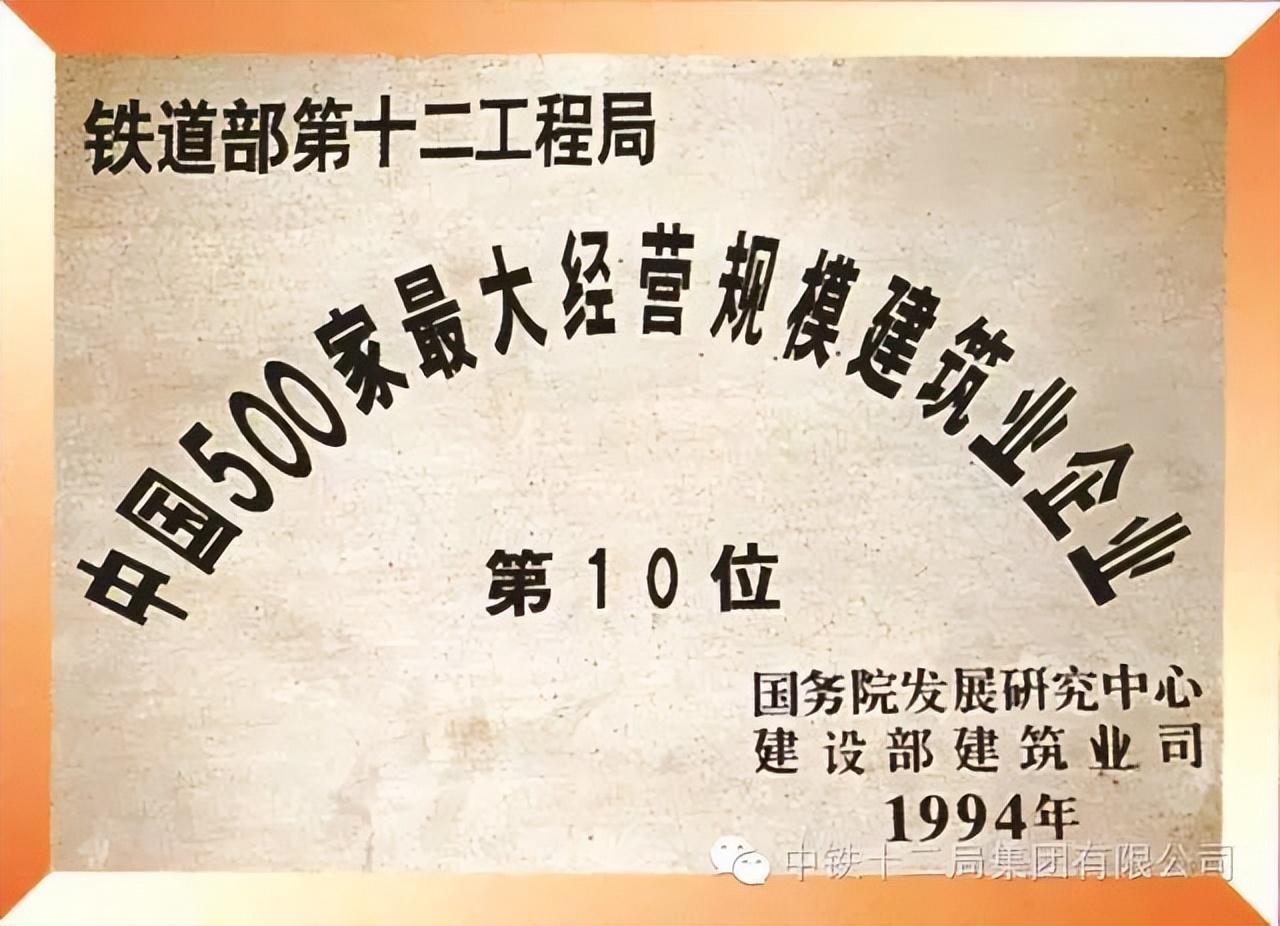 铁道部第十二工程局
中国500家最大经营规模建筑业企业
第10位
国务院发展研究中心
建设部建筑业司
1994年
中铁十二局集团有限公司